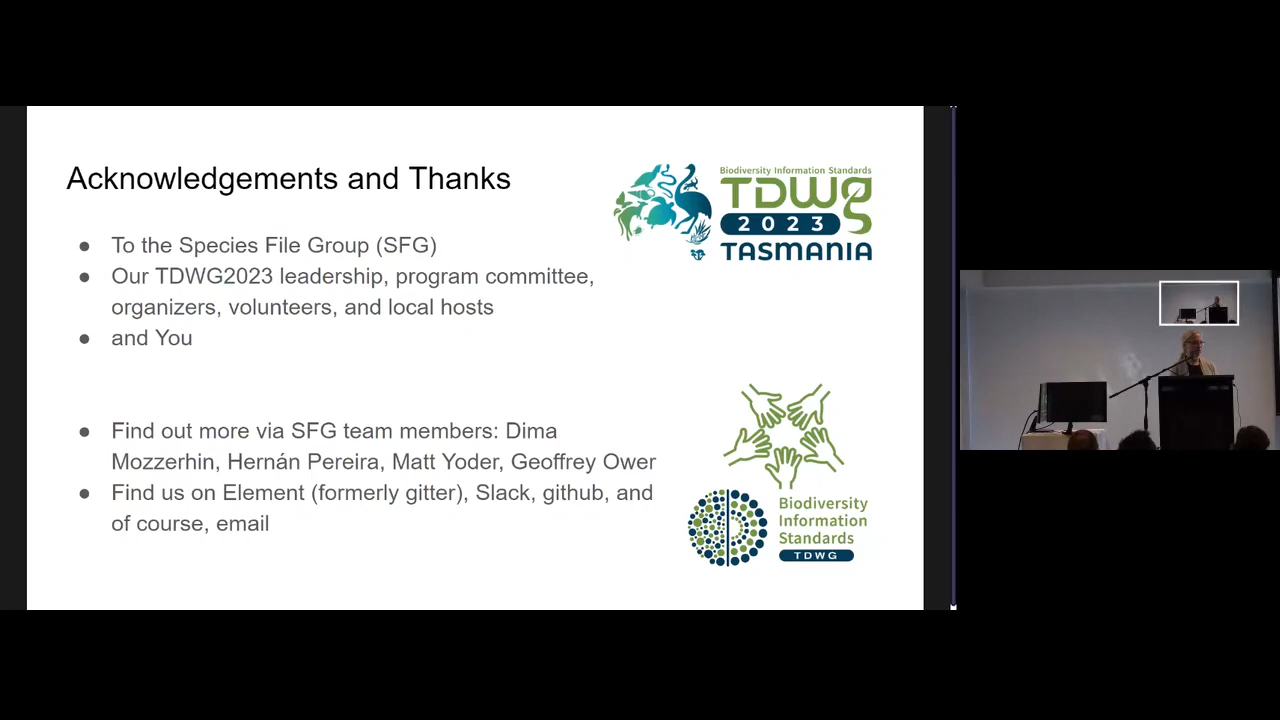 Acknowledgements and Thanks
Biodiversity Information Standards
TDWG
2023
TASMANIA
● To the Species File Group (SFG)
● Our TDWG2023 leadership, program committee,
organizers, volunteers, and local hosts
● and You
● Find out more via SFG team members: Dima
Mozzerhin, Hernán Pereira, Matt Yoder, Geoffrey Ower
● Find us on Element (formerly gitter), Slack, github, and
of course, email
Biodiversity
Information
Standards
TDWG